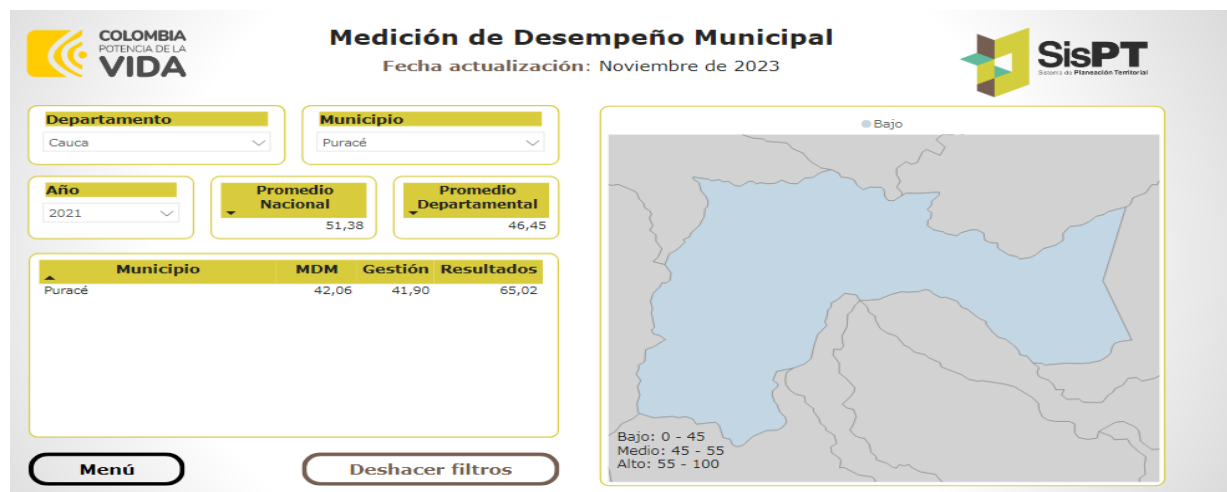 COLOMBIA
POTENCIA DE LA
VIDA
Medición de Desempeño Municipal
Fecha actualización: Noviembre de 2023
SisPT
Sistema de Planeación Territorial
Departamento
Cauca
Municipio
Puracé
Año
2021
Promedio
Nacional
51,38
Promedio
Departamental
46,45
Municipio MDM Gestión Resultados
Puracé 42,06 41,90 65,02
Menú
Deshacer filtros
Bajo
Bajo: 0 - 45
Medio: 45 - 55
Alto: 55 - 100